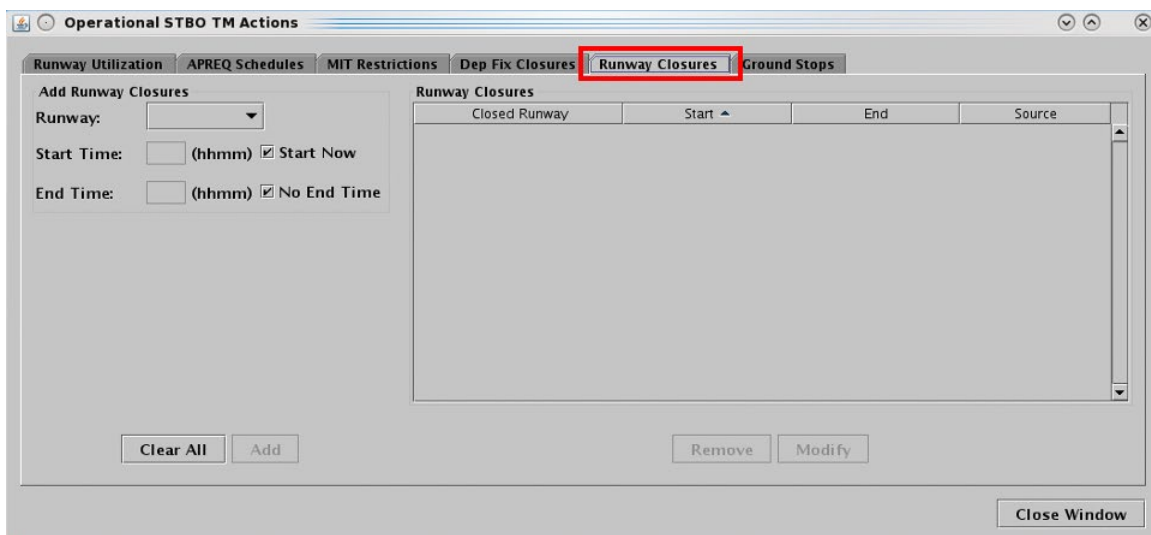 Operational STBO TM Actions
Runway Utilization APREQ Schedules MIT Restrictions Dep Fix Closures Runway Closures Ground Stops
Add Runway Closures
Runway:
Start Time: (hhmm) Start Now
End Time: (hhmm) No End Time
Clear All Add
Runway Closures
Closed Runway Start End Source
Remove Modify
Close Window